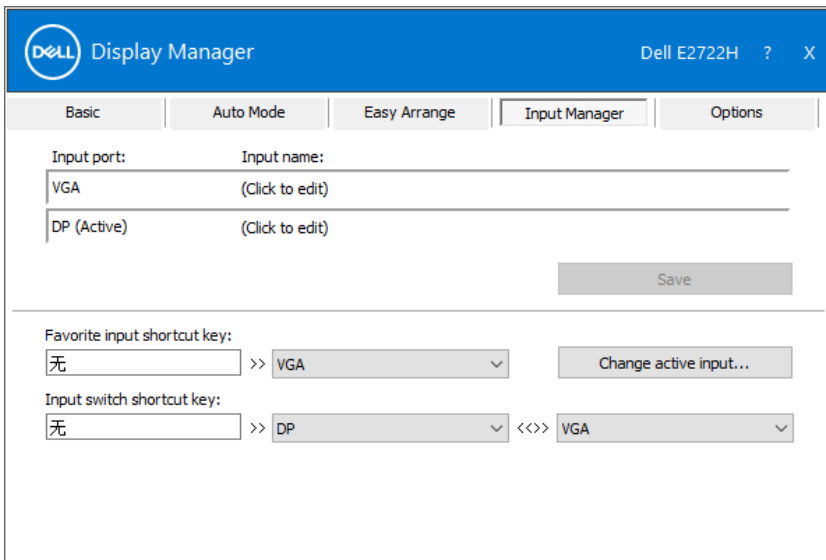 DELL Display Manager Dell E2722H ? X
Basic Auto Mode Easy Arrange Input Manager Options
Input port: Input name:
VGA (Click to edit)
DP (Active) (Click to edit)
Save
Favorite input shortcut key:
无 >> VGA Change active input...
Input switch shortcut key:
无 >> DP <<>> VGA